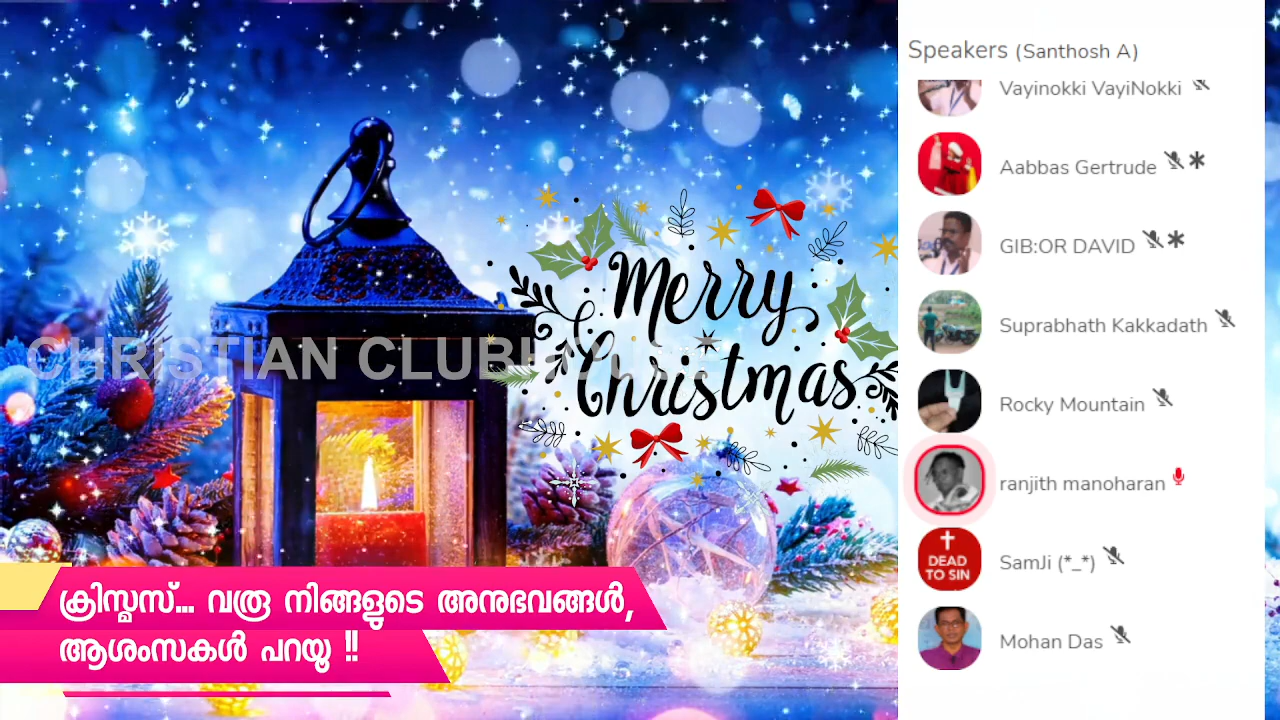 Speakers (Santhosh A)
Vayinokki VayiNokki
Aabbas Gertrude
GIB:OR DAVID
Suprabhath Kakkadath
Rocky Mountain
ranjith manoharan
DEAD
TO SIN
SamJi (*_*)
Mohan Das
Merry
Christmas
CHRISTIAN CLUBHOUSE
ക്രിസ്മസ്... വരൂ നിങ്ങളുടെ അനുഭവങ്ങൾ,
ആശംസകൾ പറയൂ !!